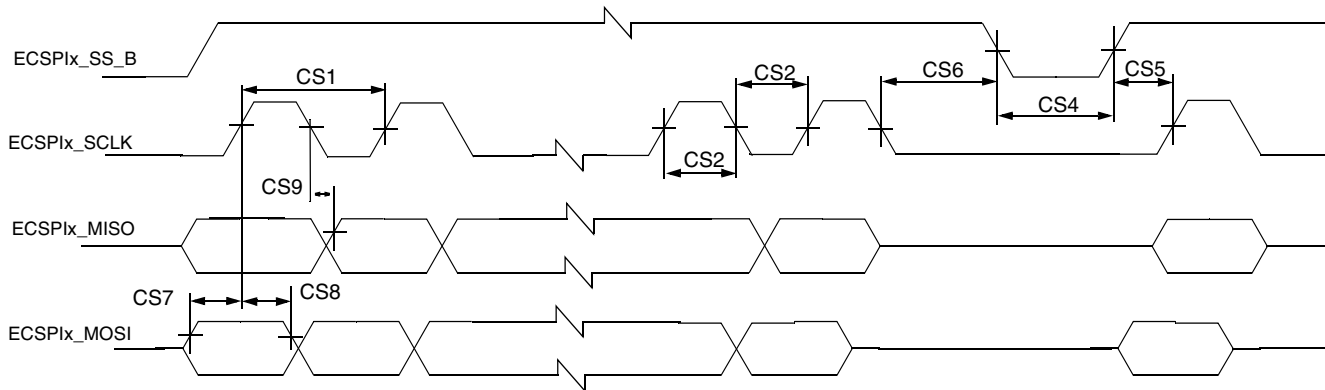 ECSPIx_SS_B
CS1
CS2
CS6
CS5
CS4
ECSPIx_SCLK
CS2
CS9
ECSPIx_MISO
CS7
CS8
ECSPIx_MOSI